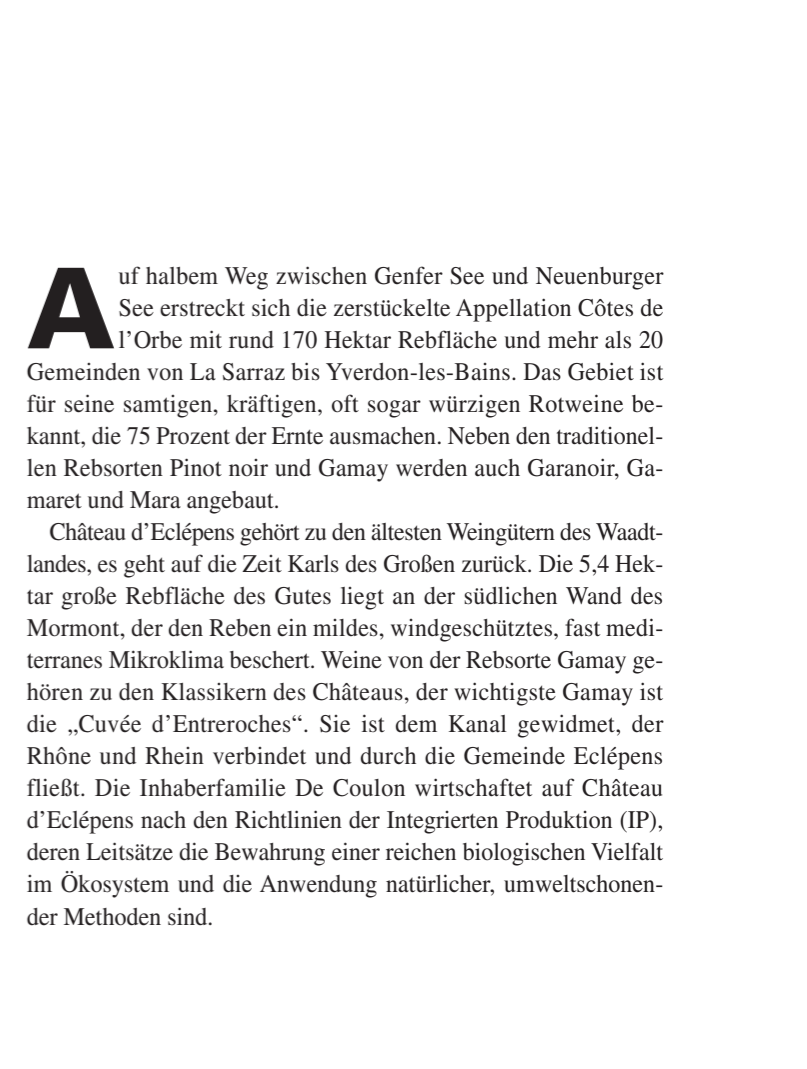 Auf halbem Weg zwischen Genfer See und Neuenburger
See erstreckt sich die zerstückelte Appellation Côtes de
l’Orbe mit rund 170 Hektar Rebfläche und mehr als 20
Gemeinden von La Sarraz bis Yverdon-les-Bains. Das Gebiet ist
für seine samtigen, kräftigen, oft sogar würzigen Rotweine be-
kannt, die 75 Prozent der Ernte ausmachen. Neben den traditionel-
len Rebsorten Pinot noir und Gamay werden auch Garanoir, Ga-
maret und Mara angebaut.
Château d’Eclépens gehört zu den ältesten Weingütern des Waadt-
landes, es geht auf die Zeit Karls des Großen zurück. Die 5,4 Hek-
tar große Rebfläche des Gutes liegt an der südlichen Wand des
Mormont, der den Reben ein mildes, windgeschütztes, fast medi-
terranes Mikroklima beschert. Weine von der Rebsorte Gamay ge-
hören zu den Klassikern des Châteaus, der wichtigste Gamay ist
die „Cuvée d’Entreroches“. Sie ist dem Kanal gewidmet, der
Rhône und Rhein verbindet und durch die Gemeinde Eclépens
fließt. Die Inhaberfamilie De Coulon wirtschaftet auf Château
d’Eclépens nach den Richtlinien der Integrierten Produktion (IP),
deren Leitsätze die Bewahrung einer reichen biologischen Vielfalt
im Ökosystem und die Anwendung natürlicher, umweltschonen-
der Methoden sind.